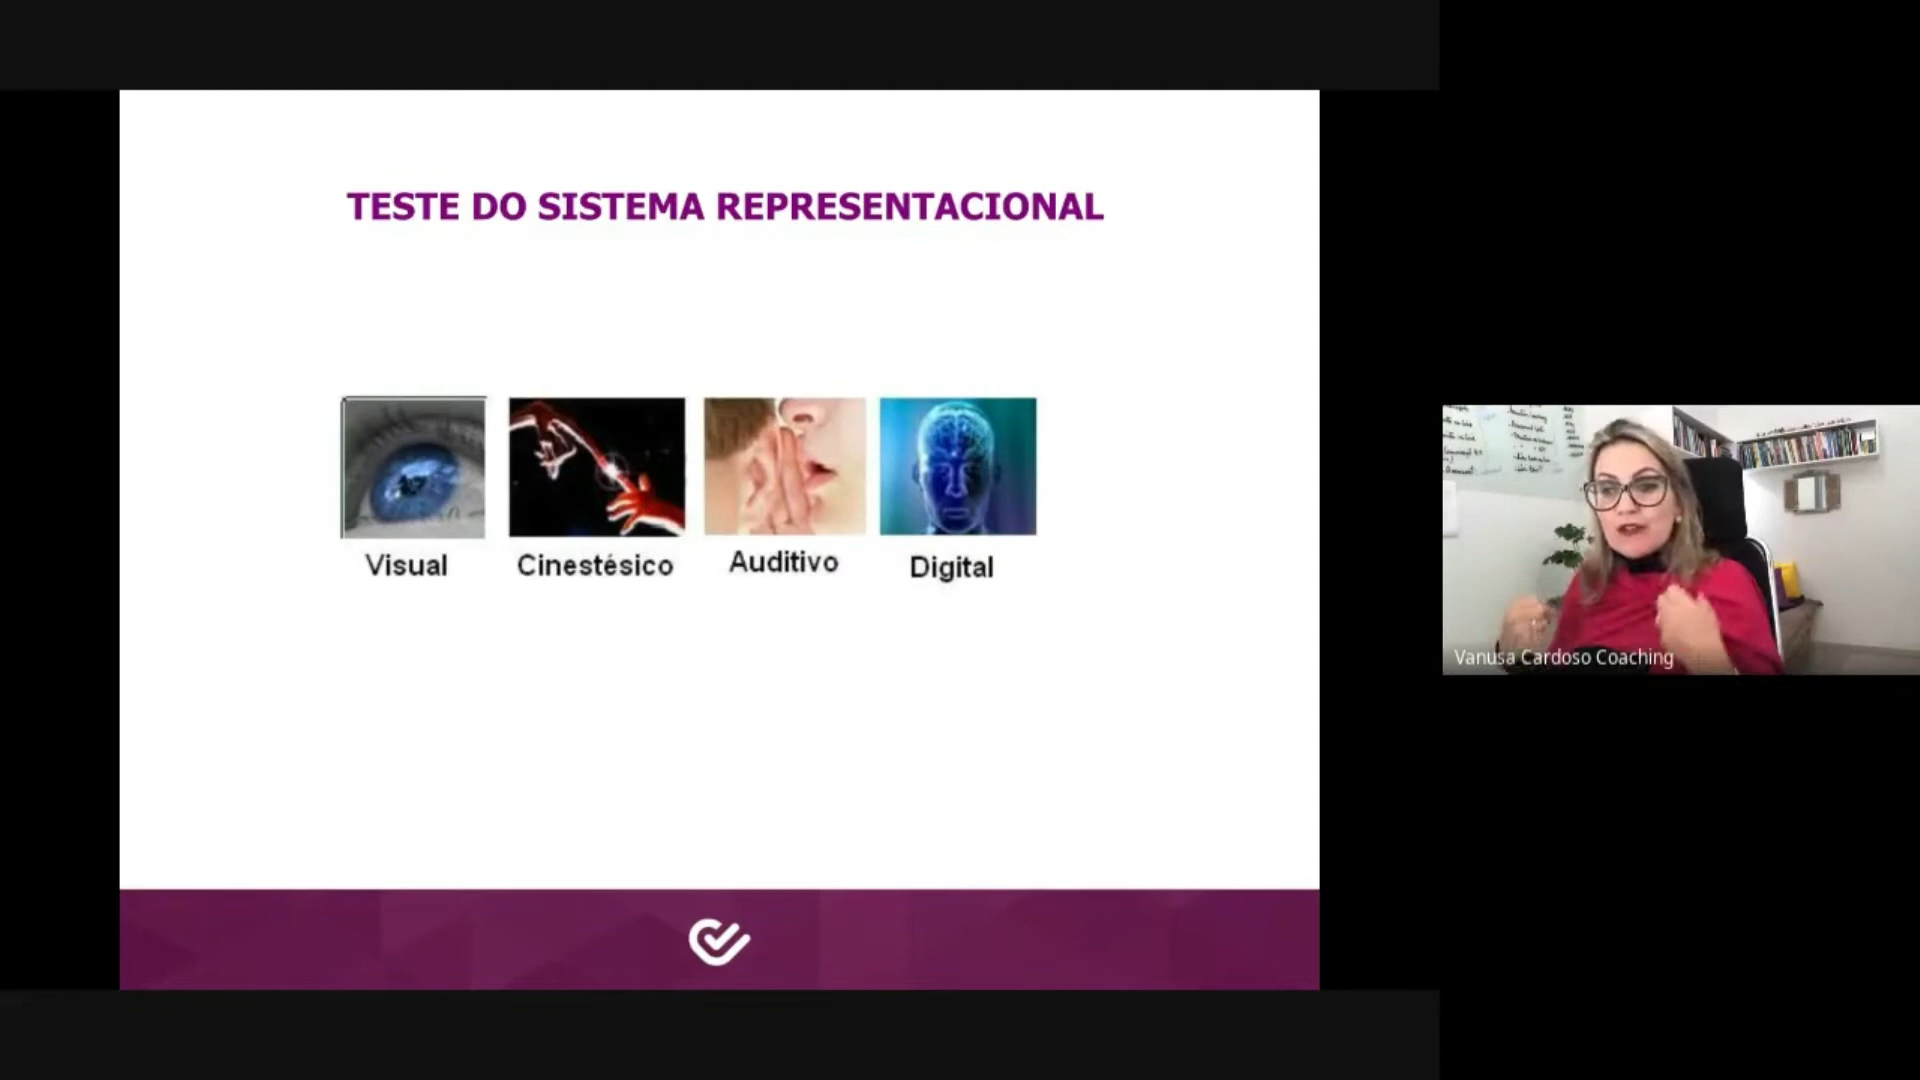 TESTE DO SISTEMA REPRESENTACIONAL
Visual
Cinestésico
Auditivo
Digital
Vanusa Cardoso Coaching